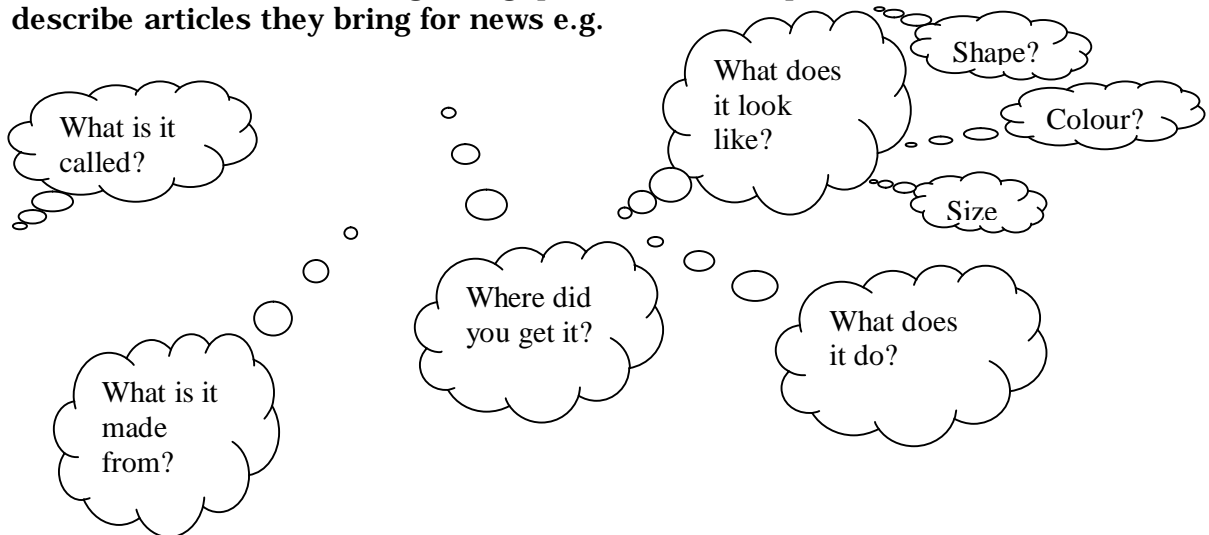 describe articles they bring for news e.g.
What is it
called?
What does
it look
like?
Shape?
Colour?
Size
Where did
you get it?
What does
it do?
What is it
made
from?